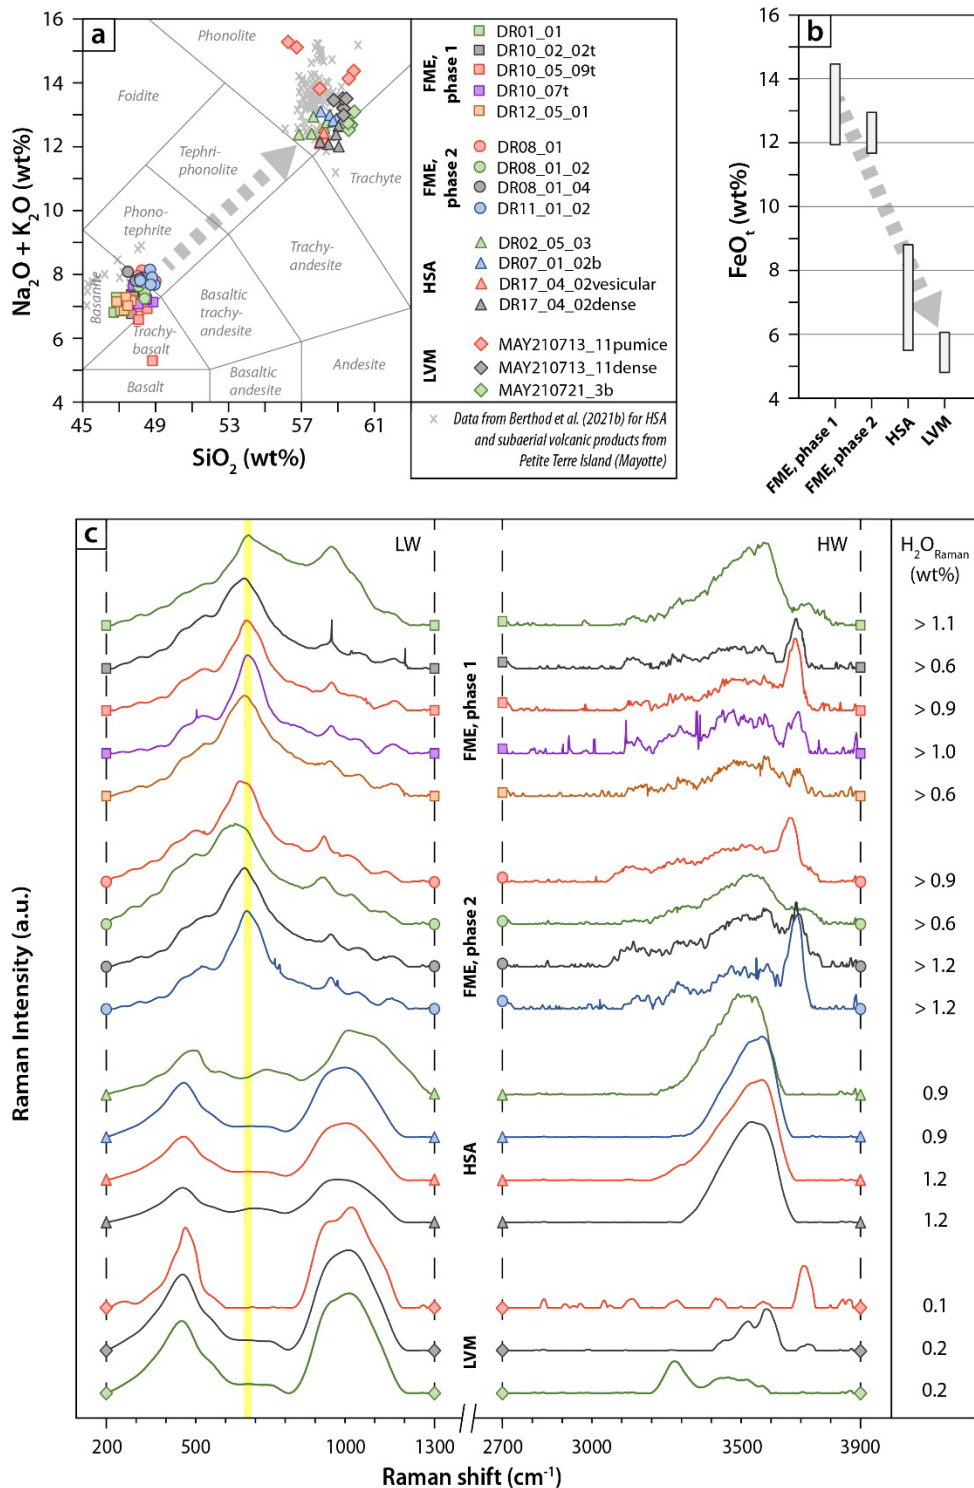 a
16
14
12
10
8
6
4
Na₂O + K₂O (wt%)
45
49
53
57
61
SiO₂ (wt%)
Phonolite
Foidite
Tephri-
phonolite
Phono-
tephrite
Basanite
Trachyte
Trachy-
andesite
Basaltic
trachy-
andesite
Trachy-
basalt
Basalt
Basaltic
andesite
Andesite
FME,
phase 1
DR01_01
DR10_02_02t
DR10_05_09t
DR10_07t
DR12_05_01
FME,
phase 2
DR08_01
DR08_01_02
DR08_01_04
DR11_01_02
HSA
DR02_05_03
DR07_01_02b
DR17_04_02vesicular
DR17_04_02dense
LVM
MAY210713_11pumice
MAY210713_11dense
MAY210721_3b
Data from Berthod et al. (2021b) for HSA
and subaerial volcanic products from
Petite Terre Island (Mayotte)
b
16
14
12
10
8
6
4
FeOₜ (wt%)
FME, phase 1
FME, phase 2
HSA
LVM
c
LW
HW
H₂O Raman
(wt%)
FME, phase 1
> 1.1
> 0.6
> 0.9
> 1.0
> 0.6
FME, phase 2
> 0.9
> 0.6
> 1.2
> 1.2
HSA
0.9
0.9
1.2
1.2
LVM
0.1
0.2
0.2
Raman Intensity (a.u.)
200
500
1000
1300
2700
3000
3500
3900
Raman shift (cm⁻¹)